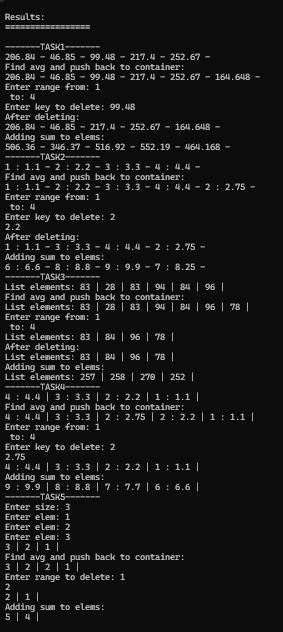 Results:
=================
-------TASK1-------
206.84 - 46.85 - 99.48 - 217.4 - 252.67 -
Find avg and push back to container:
206.84 - 46.85 - 99.48 - 217.4 - 252.67 - 164.648 -
Enter range from: 1
 to: 4
Enter key to delete: 99.48
After deleting:
206.84 - 46.85 - 217.4 - 252.67 - 164.648 -
Adding sum to elems:
506.36 - 346.37 - 516.92 - 552.19 - 464.168 -
-------TASK2-------
1 : 1.1 - 2 : 2.2 - 3 : 3.3 - 4 : 4.4 -
Find avg and push back to container:
1 : 1.1 - 2 : 2.2 - 3 : 3.3 - 4 : 4.4 - 2 : 2.75 -
Enter range from: 1
 to: 4
Enter key to delete: 2
2.2
After deleting:
1 : 1.1 - 3 : 3.3 - 4 : 4.4 - 2 : 2.75 -
Adding sum to elems:
6 : 6.6 - 8 : 8.8 - 9 : 9.9 - 7 : 8.25 -
-------TASK3-------
List elements: 83 | 28 | 83 | 94 | 84 | 96 |
Find avg and push back to container:
List elements: 83 | 28 | 83 | 94 | 84 | 96 | 78 |
Enter range from: 1
 to: 4
List elements: 83 | 84 | 96 | 78 |
After deleting:
List elements: 83 | 84 | 96 | 78 |
Adding sum to elems:
List elements: 257 | 258 | 270 | 252 |
-------TASK4-------
4 : 4.4 | 3 : 3.3 | 2 : 2.2 | 1 : 1.1 |
Find avg and push back to container:
4 : 4.4 | 3 : 3.3 | 2 : 2.75 | 2 : 2.2 | 1 : 1.1 |
Enter range from: 1
 to: 4
Enter key to delete: 2
2.75
4 : 4.4 | 3 : 3.3 | 2 : 2.2 | 1 : 1.1 |
Adding sum to elems:
9 : 9.9 | 8 : 8.8 | 7 : 7.7 | 6 : 6.6 |
-------TASK5-------
Enter size: 3
Enter elem: 1
Enter elem: 2
Enter elem: 3
3 | 2 | 1 |
Find avg and push back to container:
3 | 2 | 2 | 1 |
Enter range to delete: 1
2
2 | 1 |
Adding sum to elems:
5 | 4 |